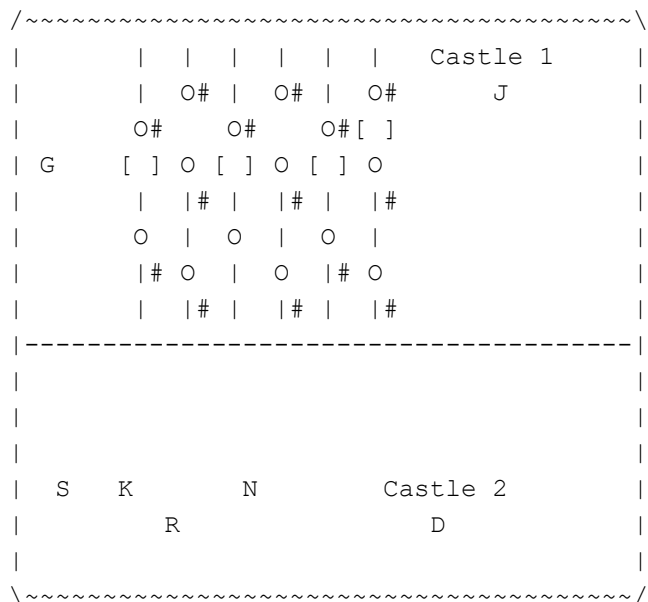 /~~~~~~~~~~~~~~~~~~~~~~~~~~~~~~~~~~~~~~~\
|       |  |  |  |  |  |   Castle 1     |
|       |  O# |  O# |  O#      J        |
|       O#    O#    O#[ ]               |
| G    [ ] O [ ] O [ ] O                |
|       |  |# |  |# |  |#               |
|       O  |  O  |  O  |                |
|       |# O  |  O  |# O                |
|       |  |# |  |# |  |#               |
|---------------------------------------|
|                                       |
|                                       |
|                                       |
|  S   K       N        Castle 2        |
|         R                D            |
|                                       |
\~~~~~~~~~~~~~~~~~~~~~~~~~~~~~~~~~~~~~~~/